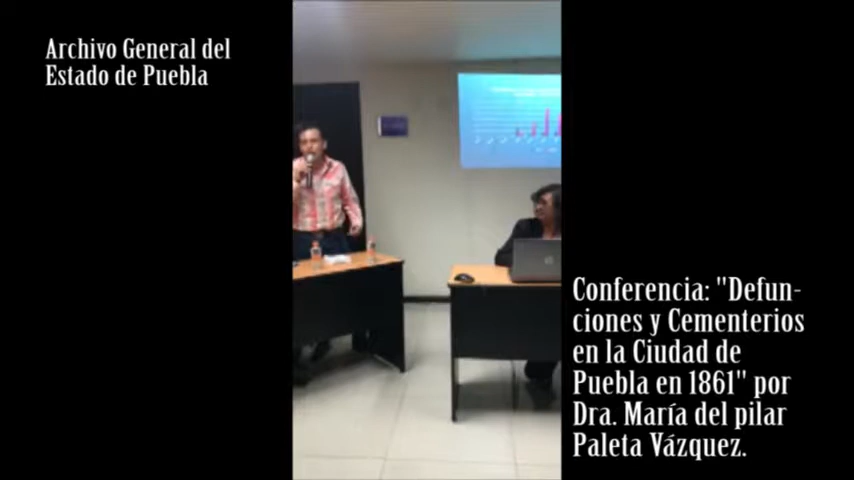 Archivo General del
Estado de Puebla
Conferencia: "Defun-
ciones y Cementerios
en la Ciudad de
Puebla en 1861" por
Dra. María del pilar
Paleta Vázquez.